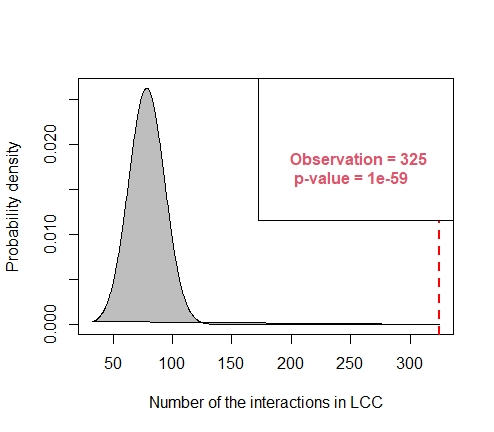 Probability density
0.020
0.010
0.000
Observation = 325
p-value = 1e-59
50 100 150 200 250 300
Number of the interactions in LCC